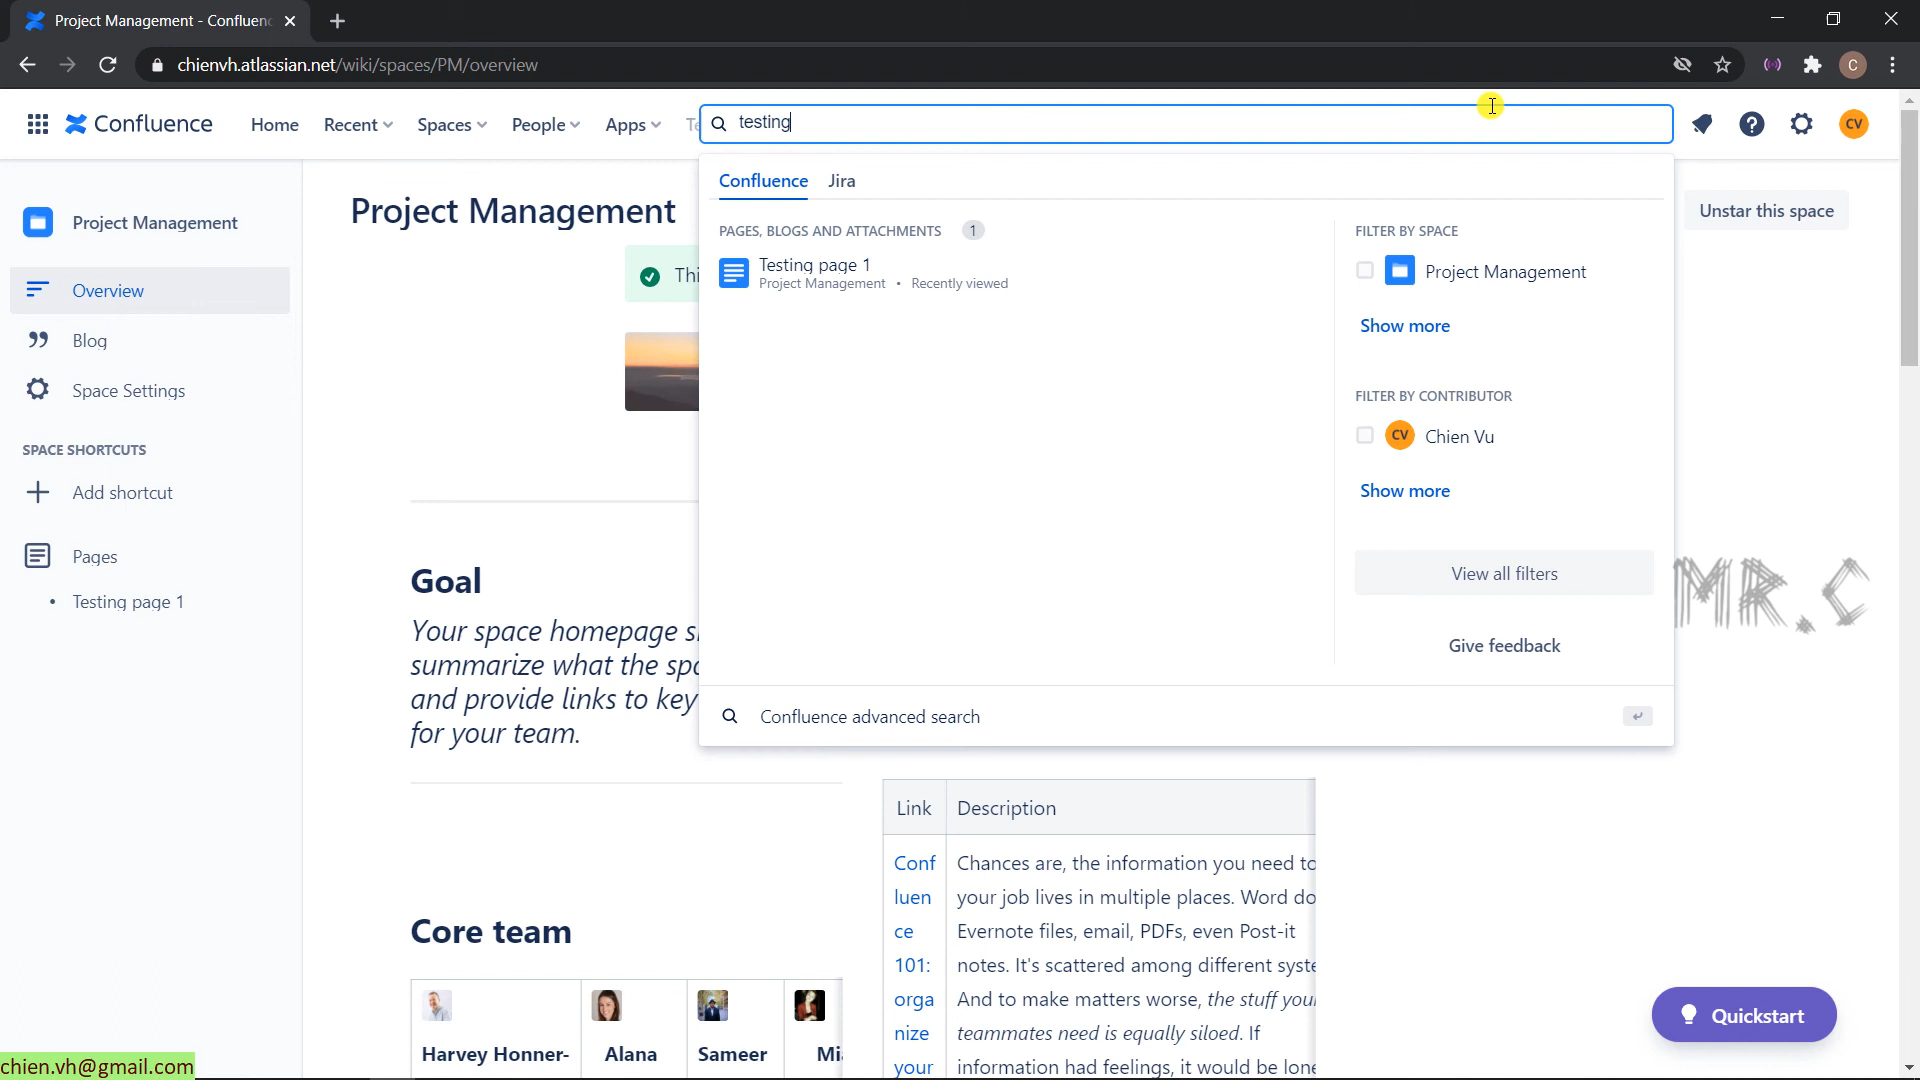 Project Management - Confluenc
chienvh.atlassian.net/wiki/spaces/PM/overview
C
Confluence
Home
Recent
Spaces
People
Apps
Te
testing
CV
Confluence
Jira
PAGES, BLOGS AND ATTACHMENTS 1
Testing page 1
Project Management • Recently viewed
FILTER BY SPACE
Project Management
Show more
FILTER BY CONTRIBUTOR
CV Chien Vu
Show more
View all filters
Give feedback
Confluence advanced search
Project Management
Overview
Blog
Space Settings
SPACE SHORTCUTS
Add shortcut
Pages
• Testing page 1
Project Management
Unstar this space
Thi
Goal
Your space homepage s
summarize what the spa
and provide links to key
for your team.
Core team
Harvey Honner-
Alana
Sameer
Mi
Link
Description
Conf
luen
ce
101:
orga
nize
your
Chances are, the information you need to
your job lives in multiple places. Word do
Evernote files, email, PDFs, even Post-it
notes. It's scattered among different syste
And to make matters worse, the stuff you
teammates need is equally siloed. If
information had feelings, it would be lone
MR.C
Quickstart
chien.vh@gmail.com